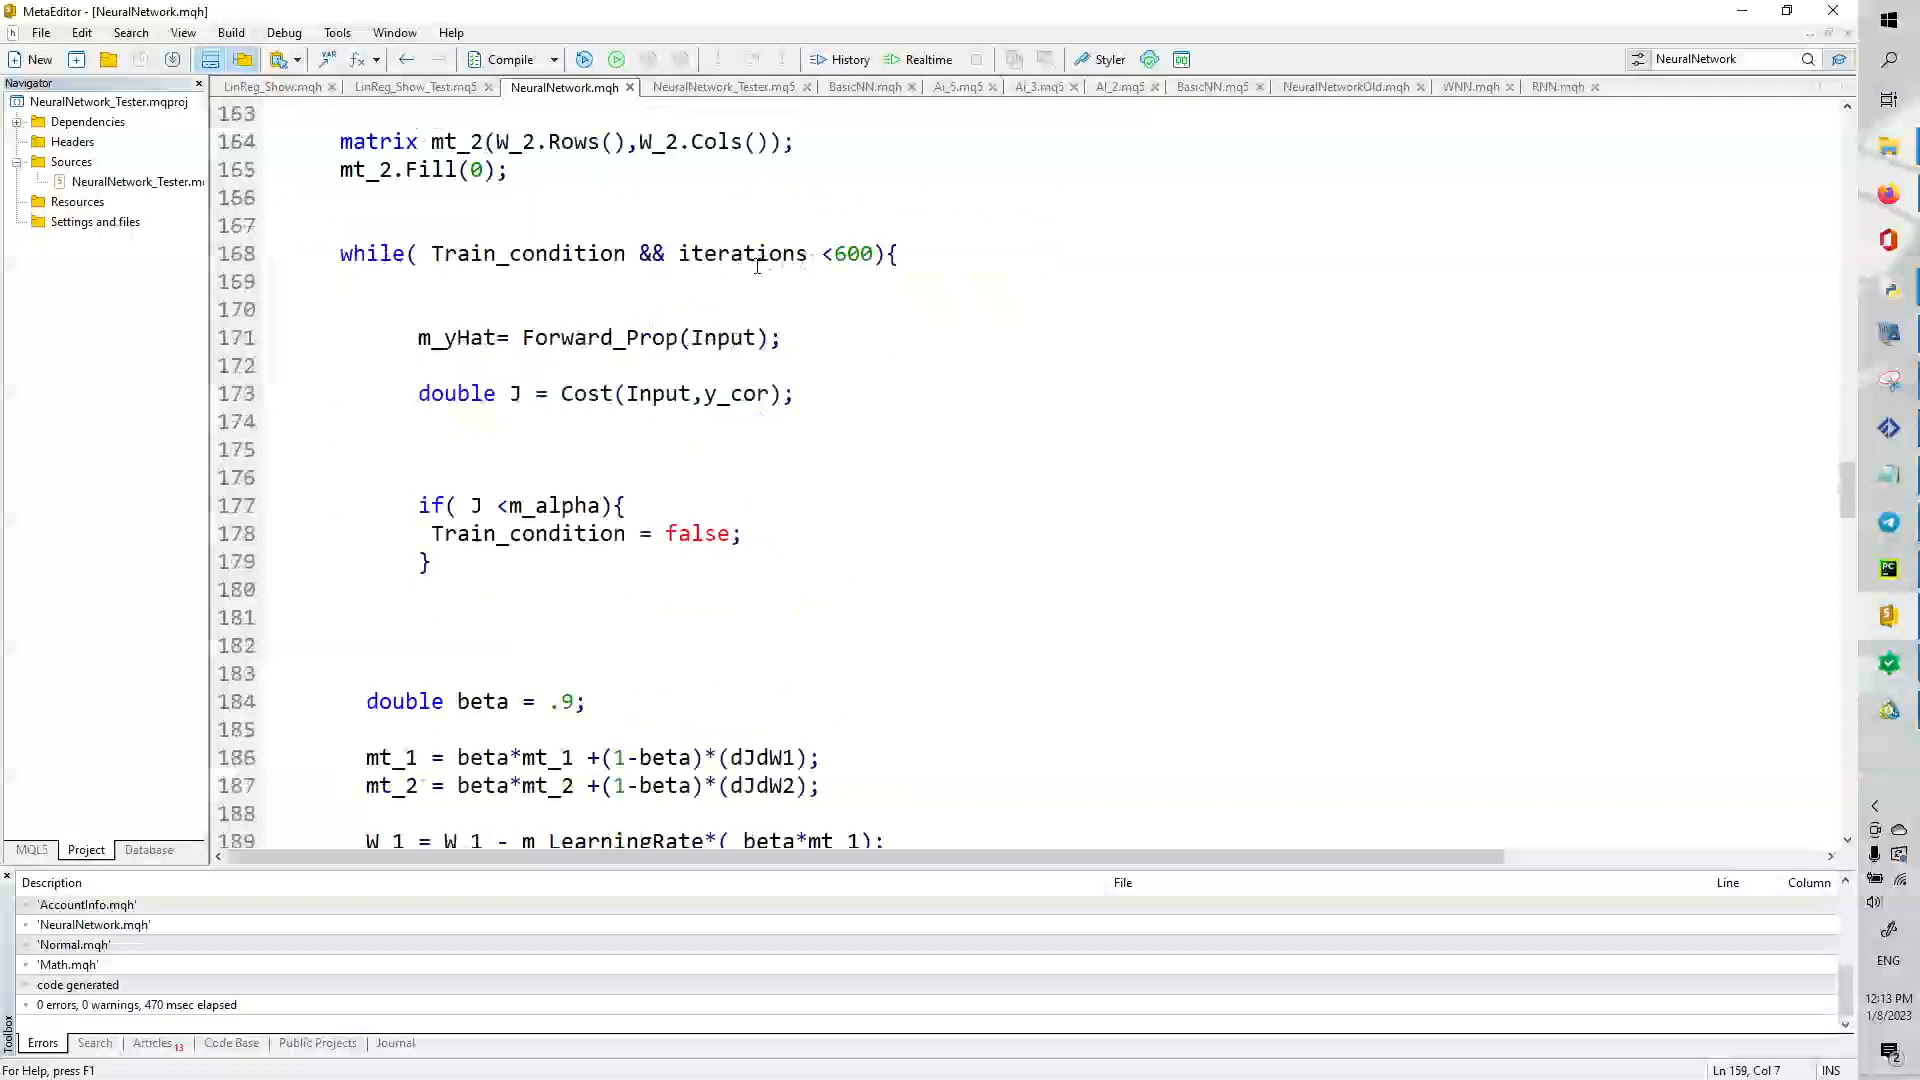 MetaEditor - [NeuralNetwork.mqh]
File Edit Search View Build Debug Tools Window Help
New Compile History Realtime Styler NeuralNetwork
Navigator
LinReg_Show.mqh LinReg_Show_Test.mq5 NeuralNetwork.mqh NeuralNetwork_Tester.mq5 BasicNN.mqh Ai_5.mq5 Ai_3.mq5 AI_2.mq5 BasicNN.mq5 NeuralNetworkOld.mqh WNN.mqh RNN.mqh
NeuralNetwork_Tester.mqproj
Dependencies
Headers
Sources
NeuralNetwork_Tester.m
Resources
Settings and files
163
164 matrix mt_2(W_2.Rows(),W_2.Cols());
165 mt_2.Fill(0);
166
167
168 while( Train_condition && iterations <600){
169
170
171 m_yHat= Forward_Prop(Input);
172
173 double J = Cost(Input,y_cor);
174
175
176
177 if( J <m_alpha){
178 Train_condition = false;
179 }
180
181
182
183
184 double beta = .9;
185
186 mt_1 = beta*mt_1 +(1-beta)*(dJdW1);
187 mt_2 = beta*mt_2 +(1-beta)*(dJdW2);
188
189 W_1 = W_1 - m_LearningRate*( beta*mt_1);
MQL5 Project Database
Description File Line Column
'AccountInfo.mqh'
'NeuralNetwork.mqh'
'Normal.mqh'
'Math.mqh'
code generated
0 errors, 0 warnings, 470 msec elapsed
Toolbox
Errors Search Articles 13 Code Base Public Projects Journal
For Help, press F1
Ln 159, Col 7 INS
PC
ENG
12:13 PM
1/8/2023
2